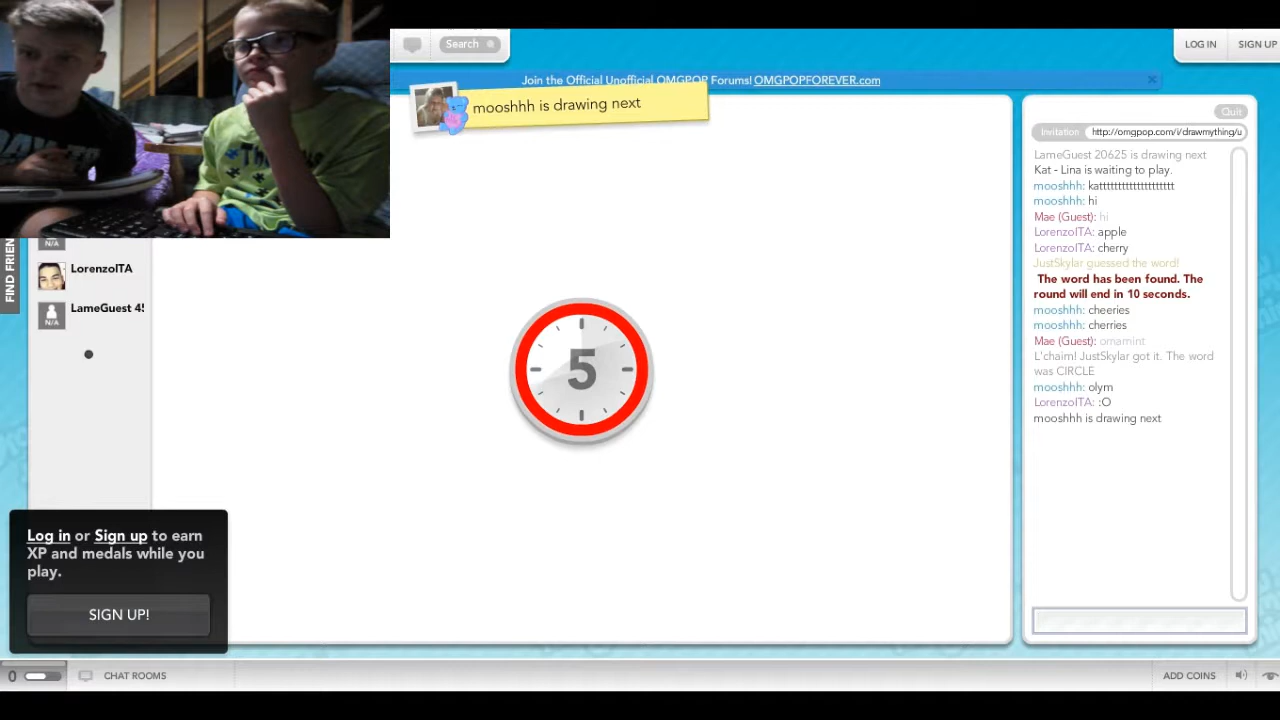 Search
LOG IN
SIGN UP
Join the Official Unofficial OMGPOP Forums! OMGPOPFOREVER.com
mooshhh is drawing next
Quit
Invitation http://omgpop.com/i/drawmything/u
LameGuest 20625 is drawing next
Kat - Lina is waiting to play.
mooshhh: katttttttttttttttttttt
mooshhh: hi
Mae (Guest): hi
LorenzoITA: apple
LorenzoITA: cherry
JustSkylar guessed the word!
The word has been found. The
round will end in 10 seconds.
mooshhh: cheeries
mooshhh: cherries
Mae (Guest): ornamint
L'chaim! JustSkylar got it. The word
was CIRCLE
mooshhh: olym
LorenzoITA: :O
mooshhh is drawing next
FIND FRIEN
N/A
LorenzoITA
LameGuest 45
N/A
5
Log in or Sign up to earn
XP and medals while you
play.
SIGN UP!
0
CHAT ROOMS
ADD COINS